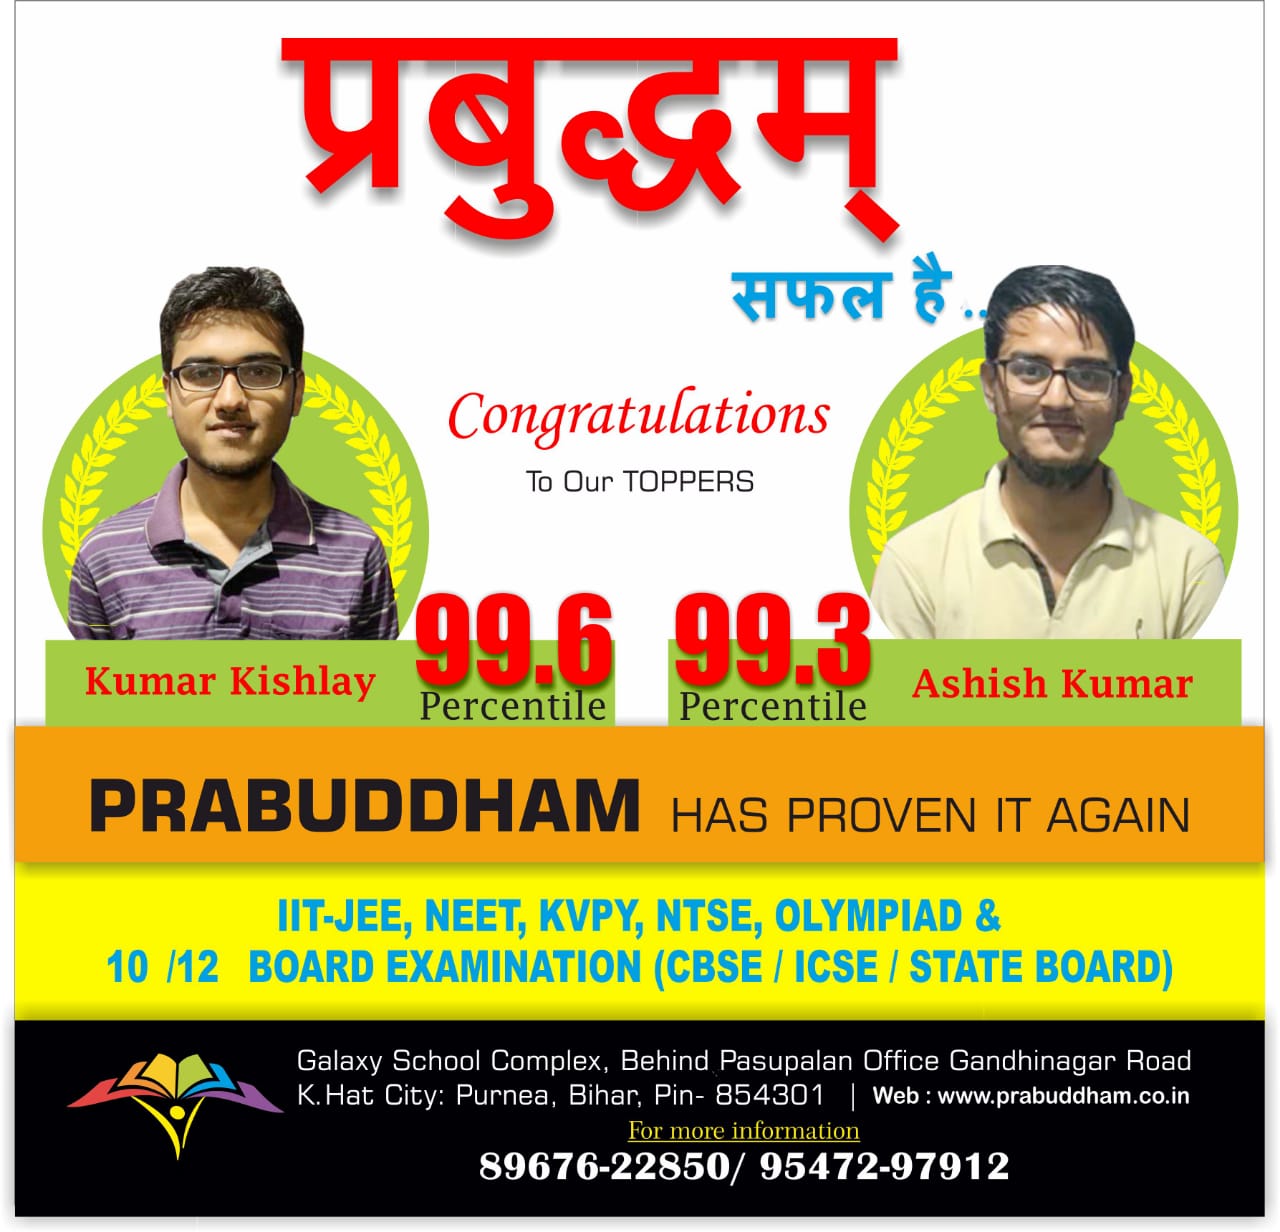 प्रबुद्धम्
सफल है ..
Congratulations
To Our TOPPERS
99.6
Percentile
Kumar Kishlay
99.3
Percentile
Ashish Kumar
PRABUDDHAM HAS PROVEN IT AGAIN
IIT-JEE, NEET, KVPY, NTSE, OLYMPIAD &
10 /12 BOARD EXAMINATION (CBSE / ICSE / STATE BOARD)
Galaxy School Complex, Behind Pasupalan Office Gandhinagar Road
K.Hat City: Purnea, Bihar, Pin- 854301 | Web : www.prabuddham.co.in
For more information
89676-22850/ 95472-97912